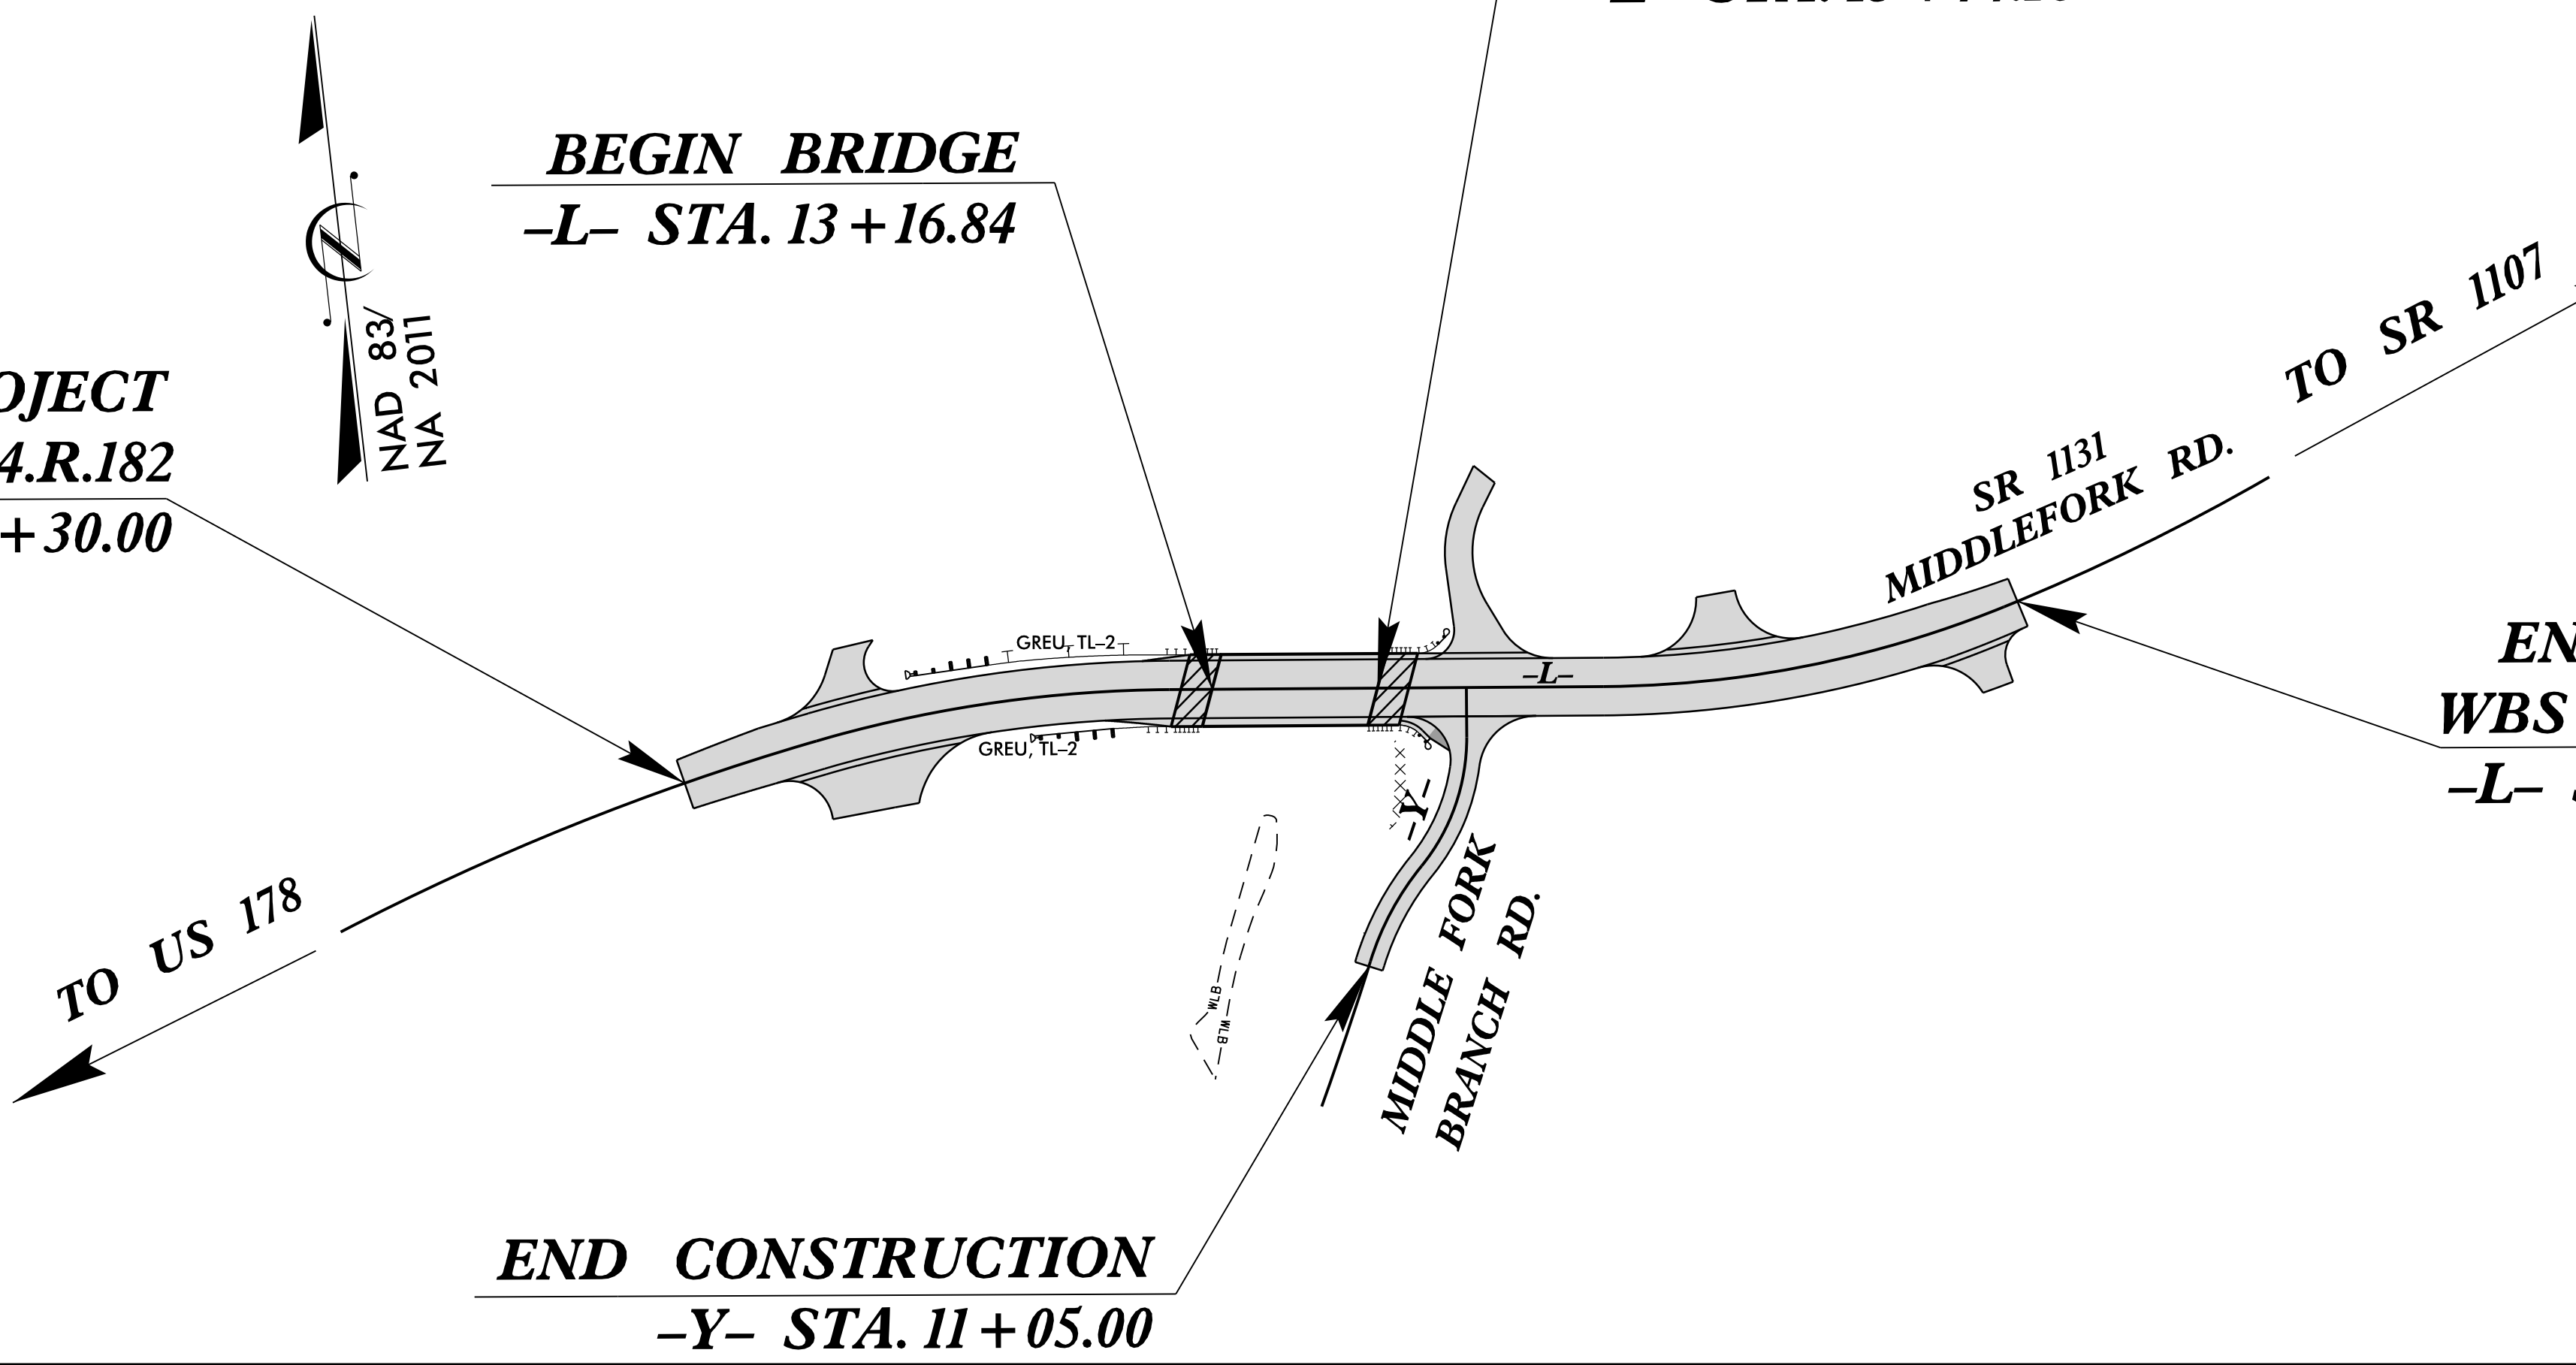 BEGIN BRIDGE
–L– STA. 13 + 16.84
NAD 83/
NA 2011
OJECT
4.R.182
+ 30.00
TO SR 1107
SR 1131
MIDDLEFORK RD.
GREU, TL–2
–L–
GREU, TL–2
EN
WBS
–L–
–Y–
TO US 178
MIDDLE FORK
BRANCH RD.
WLB
WLB
END CONSTRUCTION
–Y– STA. 11 + 05.00